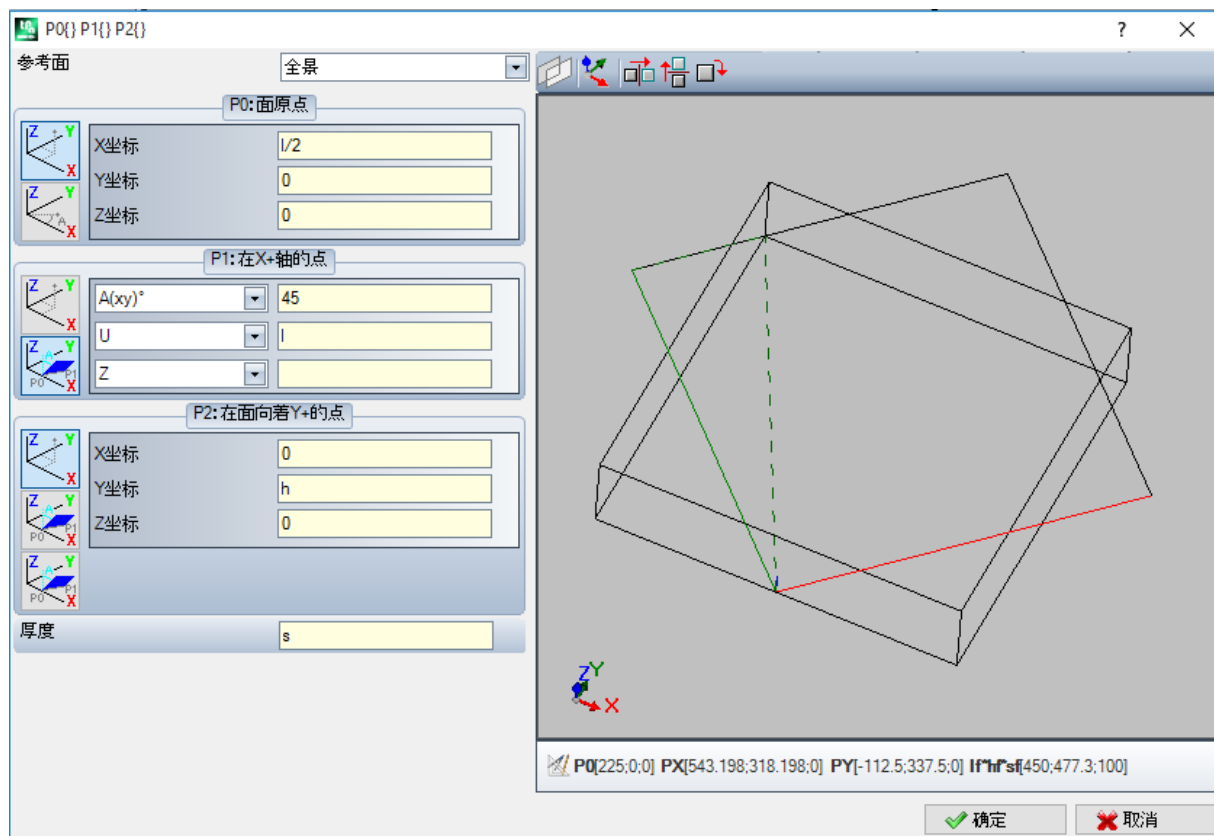 P0{} P1{} P2{}
参考面 全景
P0:面原点
X坐标 l/2
Y坐标 0
Z坐标 0
P1:在X+轴的点
A(xy)° 45
U l
Z
P2:在面向着Y+的点
X坐标 0
Y坐标 h
Z坐标 0
厚度 s
Z Y
X
P0[225;0;0] PX[543.198;318.198;0] PY[-112.5;337.5;0] lf*hf*sf[450;477.3;100]
确定 取消